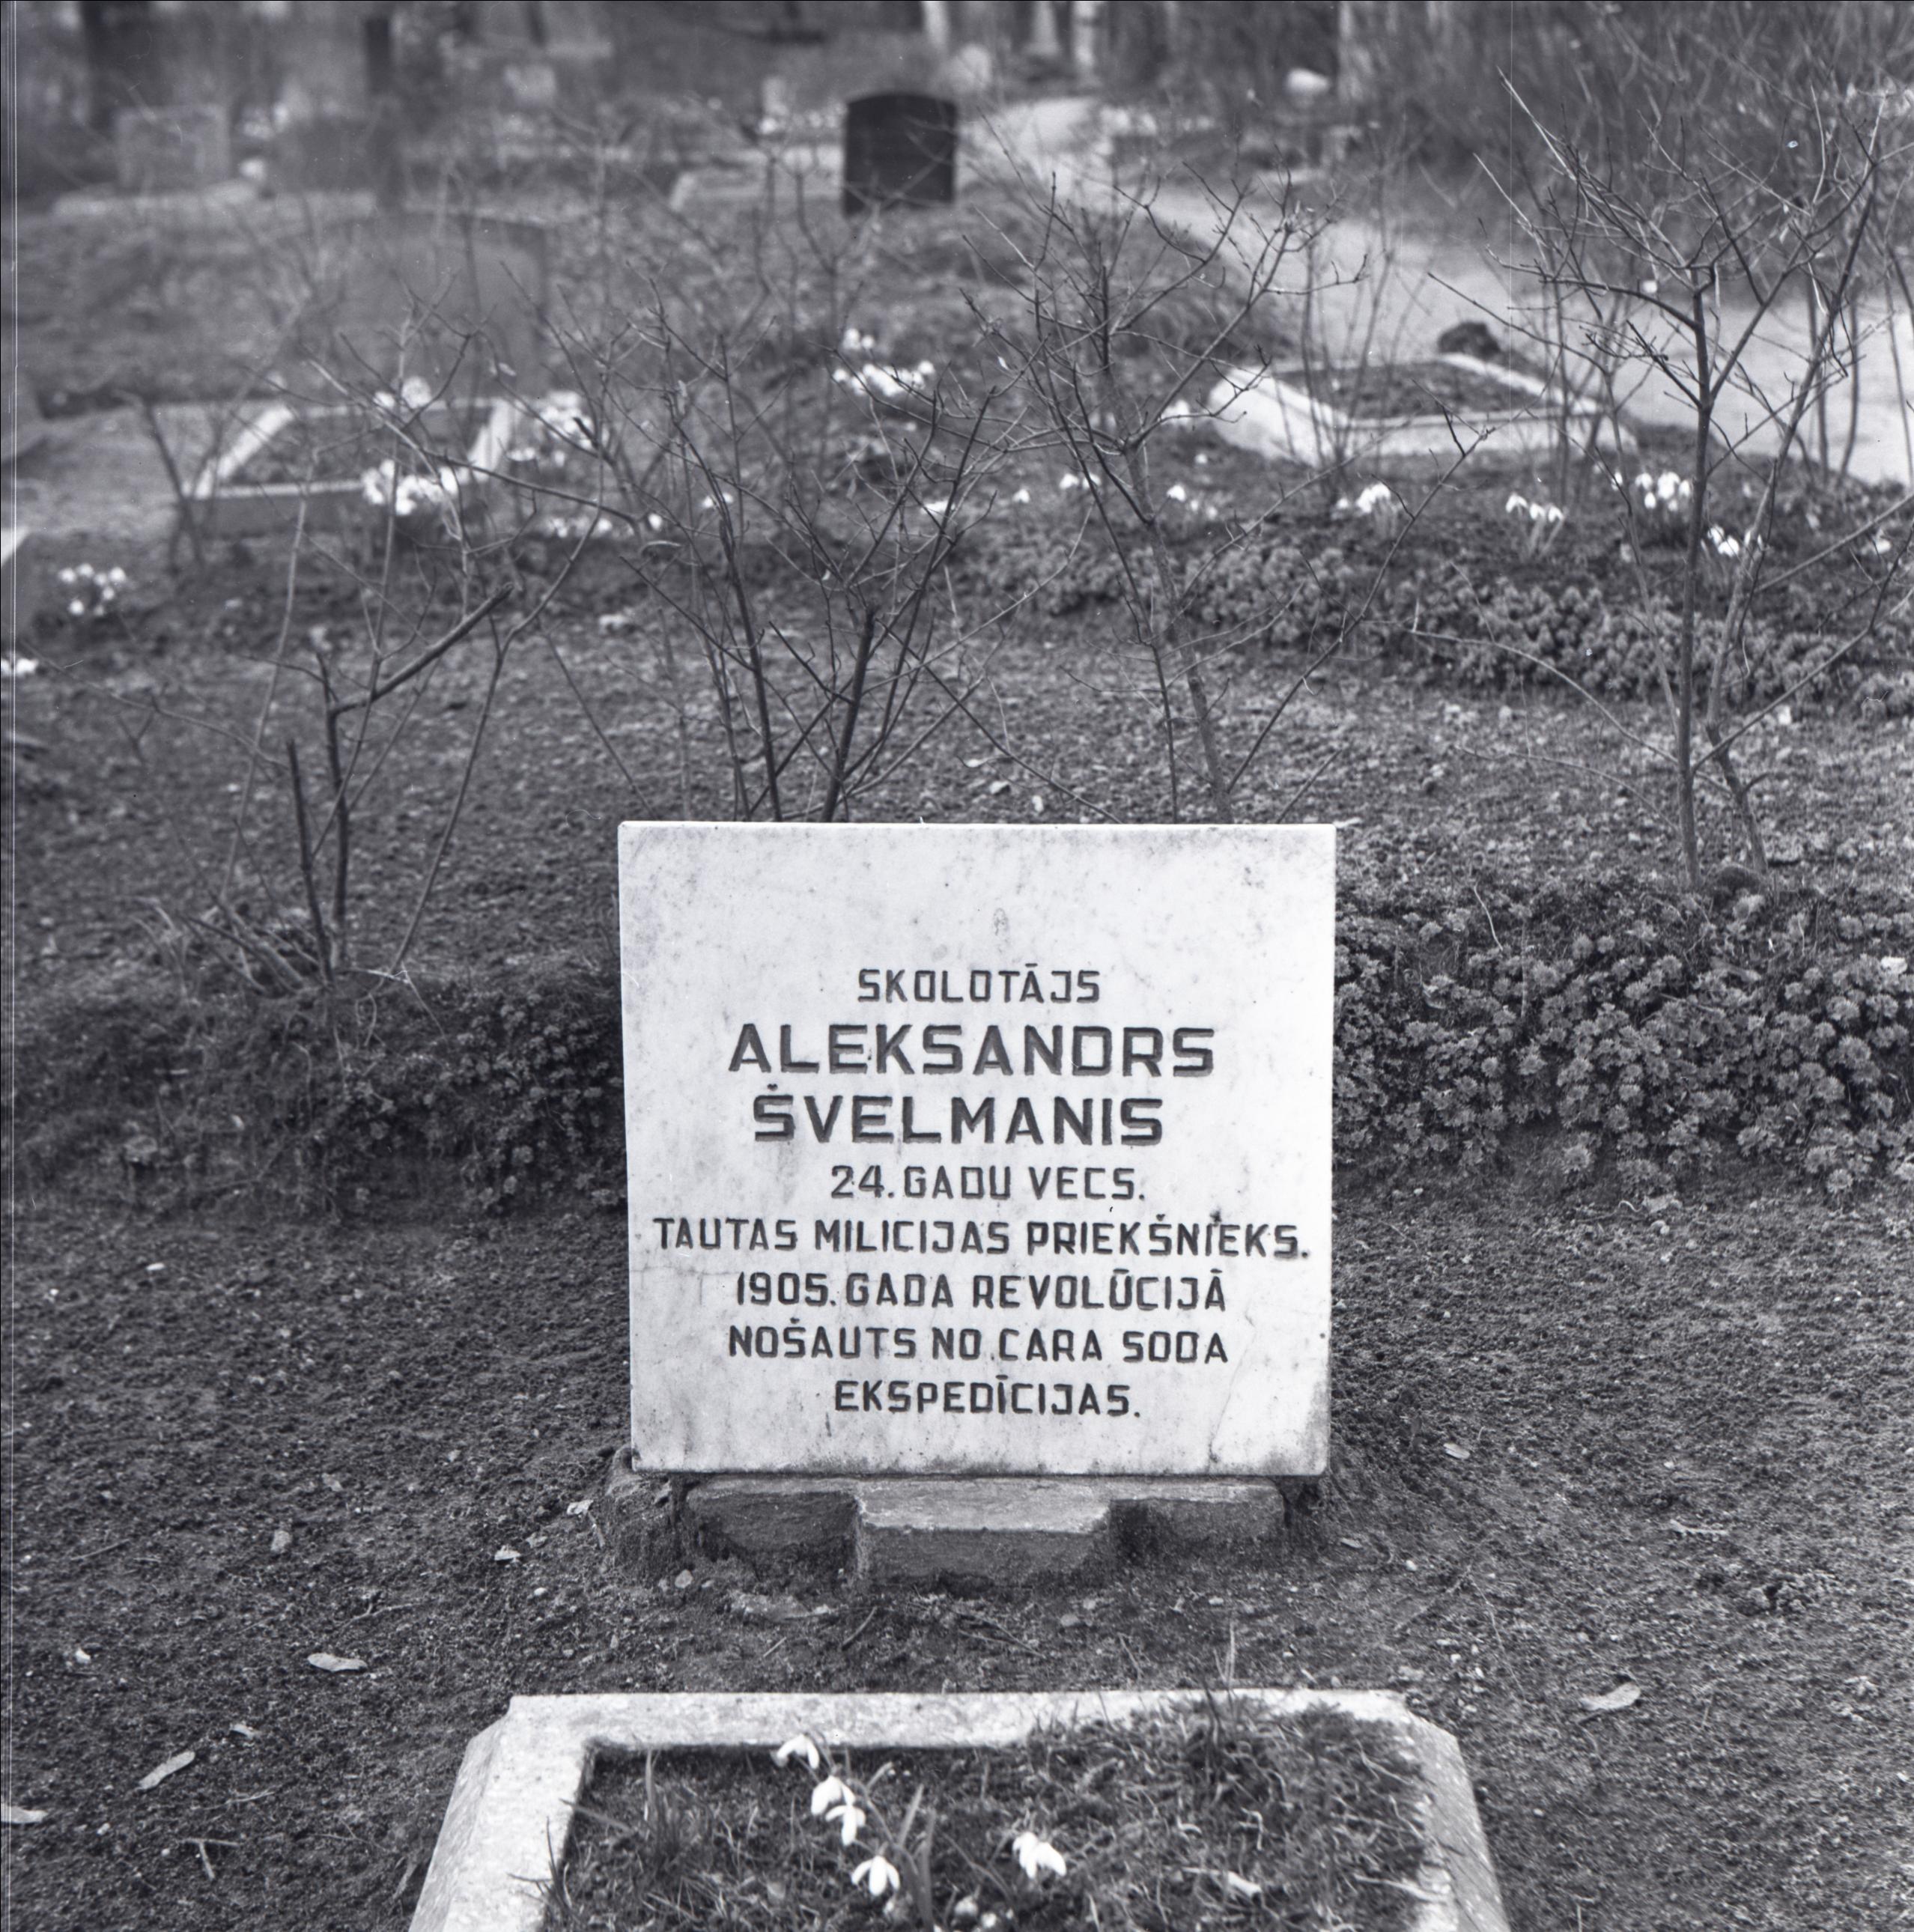 SKOLOTĀJS
ALEKSANDRS
ŠVELMANIS
24. GADU VECS.
TAUTAS MILICIJAS PRIEKŠNIEKS.
1905. GADA REVOLŪCIJĀ
NOŠAUTS NO CARA SODA
EKSPEDĪCIJAS.